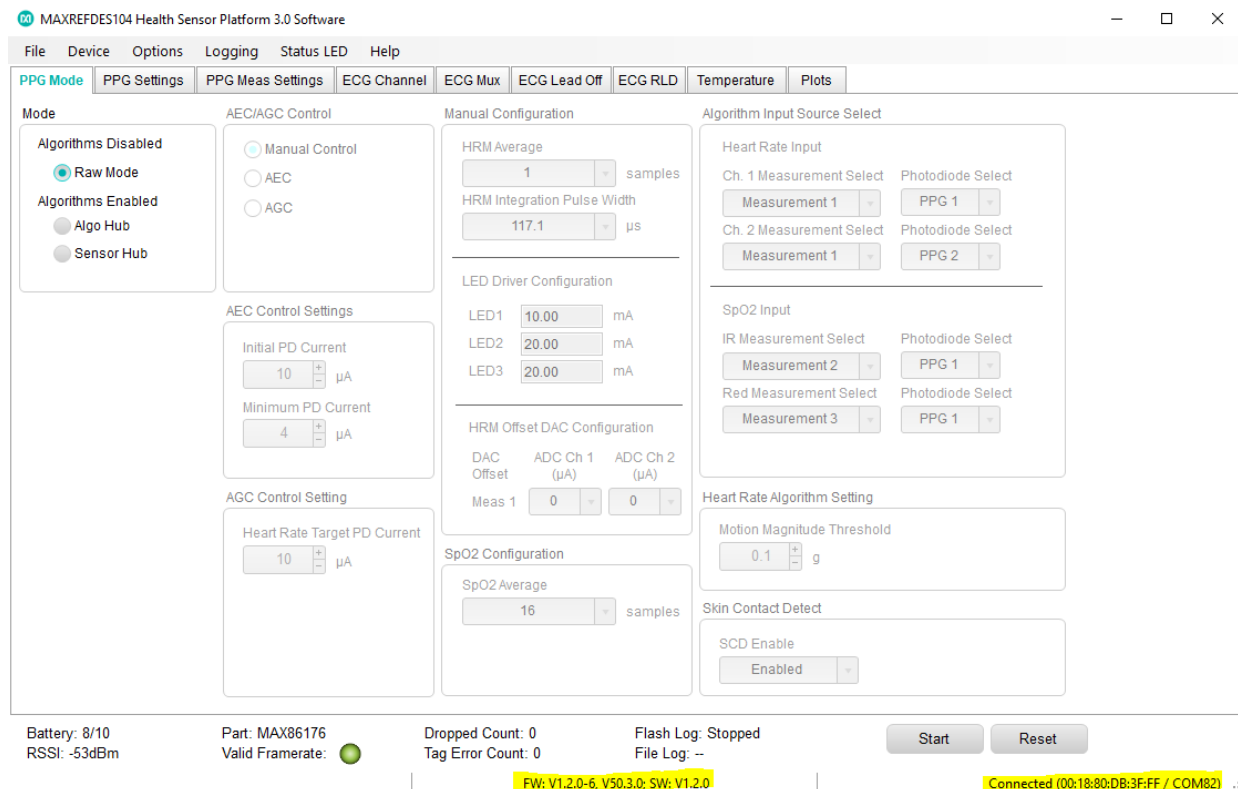 MAXREFDES104 Health Sensor Platform 3.0 Software
File Device Options Logging Status LED Help
PPG Mode PPG Settings PPG Meas Settings ECG Channel ECG Mux ECG Lead Off ECG RLD Temperature Plots
Mode
Algorithms Disabled
Raw Mode
Algorithms Enabled
Algo Hub
Sensor Hub
AEC/AGC Control
Manual Control
AEC
AGC
AEC Control Settings
Initial PD Current
10 + - µA
Minimum PD Current
4 + - µA
AGC Control Setting
Heart Rate Target PD Current
10 + - µA
Manual Configuration
HRM Average
1 samples
HRM Integration Pulse Width
117.1 µs
LED Driver Configuration
LED1 10.00 mA
LED2 20.00 mA
LED3 20.00 mA
HRM Offset DAC Configuration
DAC ADC Ch 1 ADC Ch 2
Offset (µA) (µA)
Meas 1 0 0
SpO2 Configuration
SpO2 Average
16 samples
Algorithm Input Source Select
Heart Rate Input
Ch. 1 Measurement Select Photodiode Select
Measurement 1 PPG 1
Ch. 2 Measurement Select Photodiode Select
Measurement 1 PPG 2
SpO2 Input
IR Measurement Select Photodiode Select
Measurement 2 PPG 1
Red Measurement Select Photodiode Select
Measurement 3 PPG 1
Heart Rate Algorithm Setting
Motion Magnitude Threshold
0.1 + - g
Skin Contact Detect
SCD Enable
Enabled
Battery: 8/10 Part: MAX86176 Dropped Count: 0 Flash Log: Stopped Start Reset
RSSI: -53dBm Valid Framerate: Tag Error Count: 0 File Log: --
FW: V1.2.0-6, V50.3.0; SW: V1.2.0 Connected (00:18:80:DB:3F:FF / COM82)